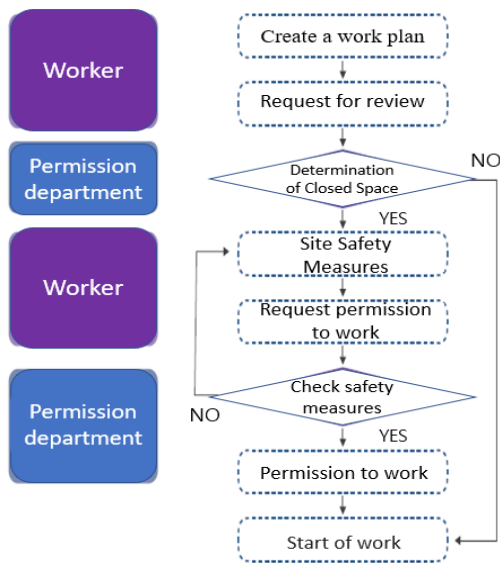 Worker
Create a work plan
Request for review
Permission
department
Determination
of Closed Space
NO
YES
Worker
Site Safety
Measures
Request permission
to work
Permission
department
Check safety
measures
NO
YES
Permission to work
Start of work